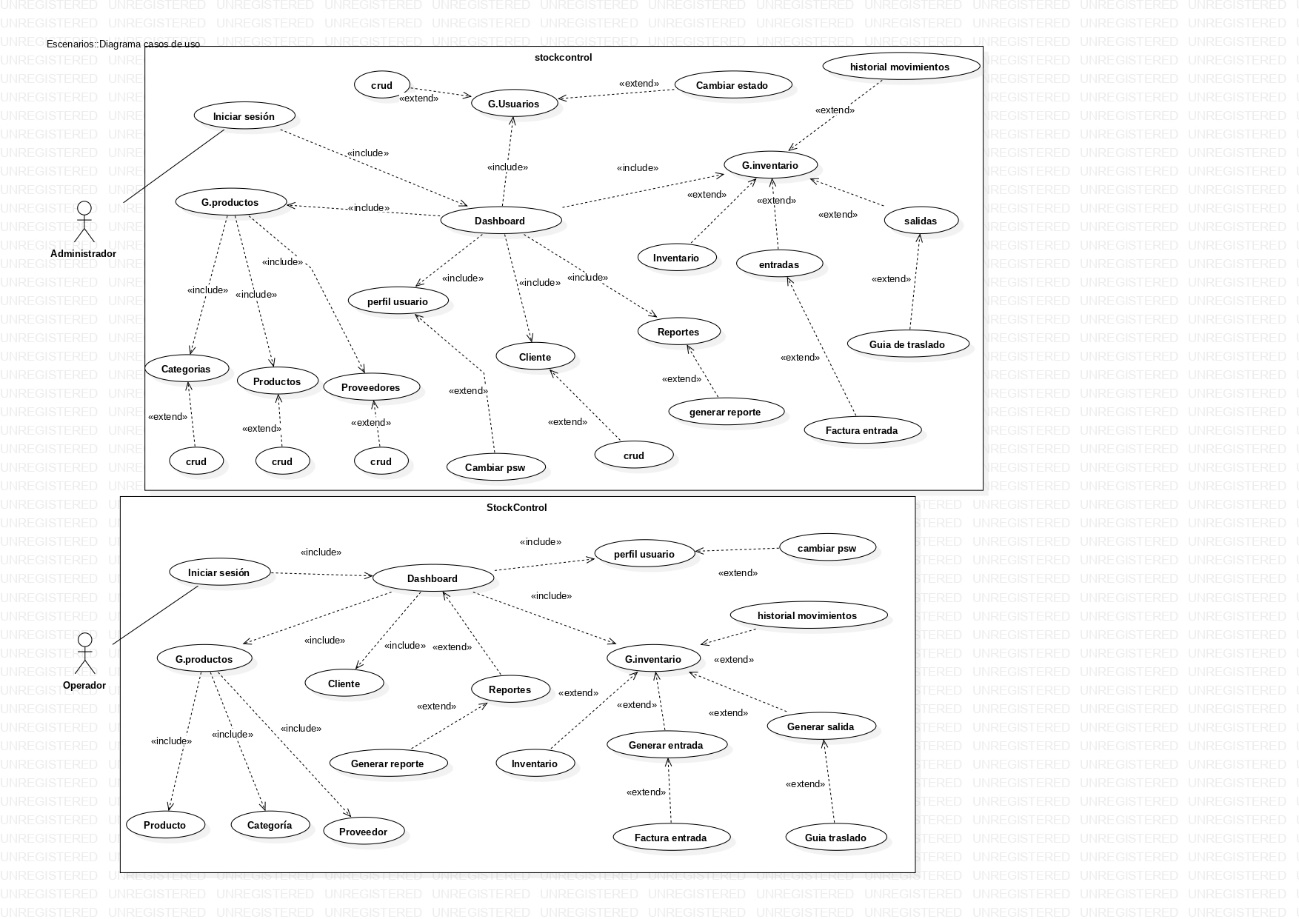 Escenarios::Diagrama casos de uso
stockcontrol
historial movimientos
crud
«extend»
G.Usuarios
«extend»
Cambiar estado
«extend»
Iniciar sesión
«include»
«include»
«include»
G.inventario
«extend»
«extend»
«extend»
G.productos
«include»
Dashboard
salidas
Administrador
Inventario
entradas
«include»
«include»
«include»
«include»
«extend»
«include»
«include»
perfil usuario
Reportes
Guia de traslado
Cliente
«extend»
Categorias
Productos
Proveedores
«extend»
«extend»
generar reporte
«extend»
«extend»
«extend»
«extend»
Factura entrada
crud
crud
crud
Cambiar psw
crud
StockControl
«include»
«include»
perfil usuario
cambiar psw
Iniciar sesión
Dashboard
«extend»
«include»
historial movimientos
«include»
«include»
«extend»
G.productos
G.inventario
«extend»
Operador
Cliente
Reportes
«extend»
«extend»
«extend»
«extend»
«include»
«include»
«include»
Generar salida
Generar entrada
Generar reporte
Inventario
«extend»
«extend»
Producto
Categoría
Proveedor
Factura entrada
Guia traslado
UNREGISTERED